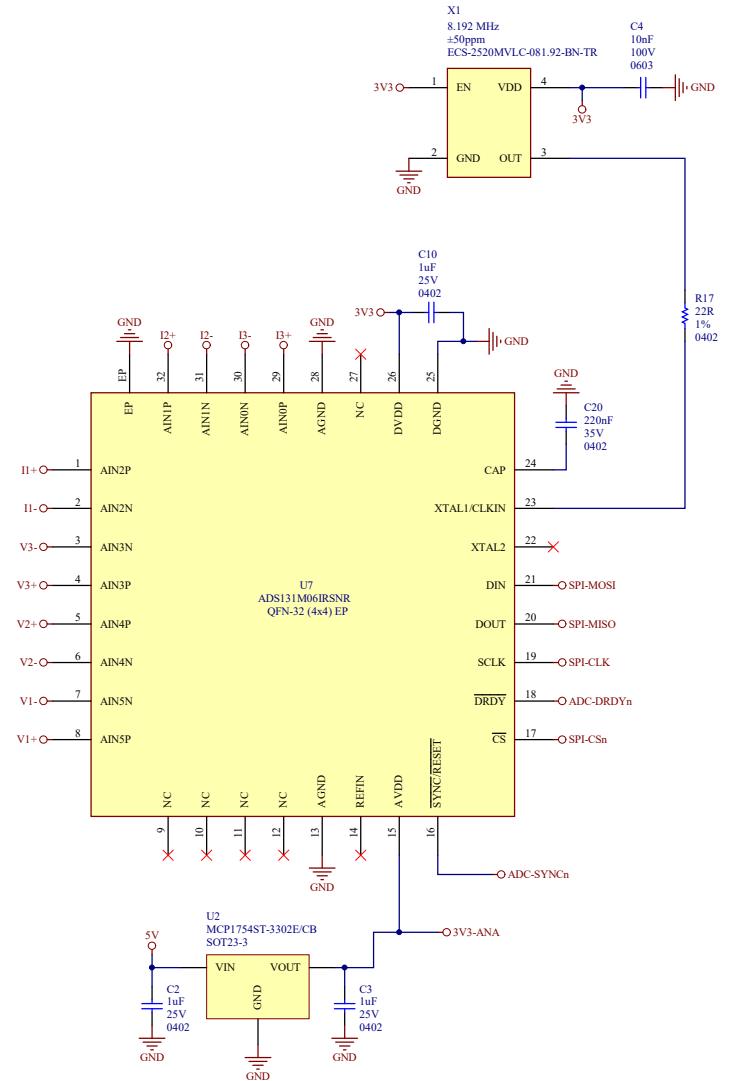 X1
8.192 MHz
±50ppm
ECS-2520MVLC-081.92-BN-TR
C4
10nF
100V
0603
3V3
1
EN
VDD
4
3V3
GND
2
GND
OUT
3
GND
R17
22R
1%
0402
C10
1uF
25V
0402
3V3
GND
GND
I2+
I2-
I3-
I3+
GND
EP
32
31
30
29
28
27
26
25
EP
AIN1P
AIN1N
AIN0N
AIN0P
AGND
NC
DVDD
DGND
GND
C20
220nF
35V
0402
I1+
1
AIN2P
CAP
24
I1-
2
AIN2N
XTAL1/CLKIN
23
V3-
3
AIN3N
XTAL2
22
V3+
4
AIN3P
DIN
21
SPI-MOSI
U7
ADS131M06IRSNR
QFN-32 (4x4) EP
V2+
5
AIN4P
DOUT
20
SPI-MISO
V2-
6
AIN4N
SCLK
19
SPI-CLK
V1-
7
AIN5N
DRDY
18
ADC-DRDYn
V1+
8
AIN5P
CS
17
SPI-CSn
NC
NC
NC
NC
AGND
REFIN
AVDD
SYNC/RESET
9
10
11
12
13
14
15
16
GND
ADC-SYNCn
U2
MCP1754ST-3302E/CB
SOT23-3
5V
3V3-ANA
VIN
VOUT
GND
C2
1uF
25V
0402
C3
1uF
25V
0402
GND
GND
GND